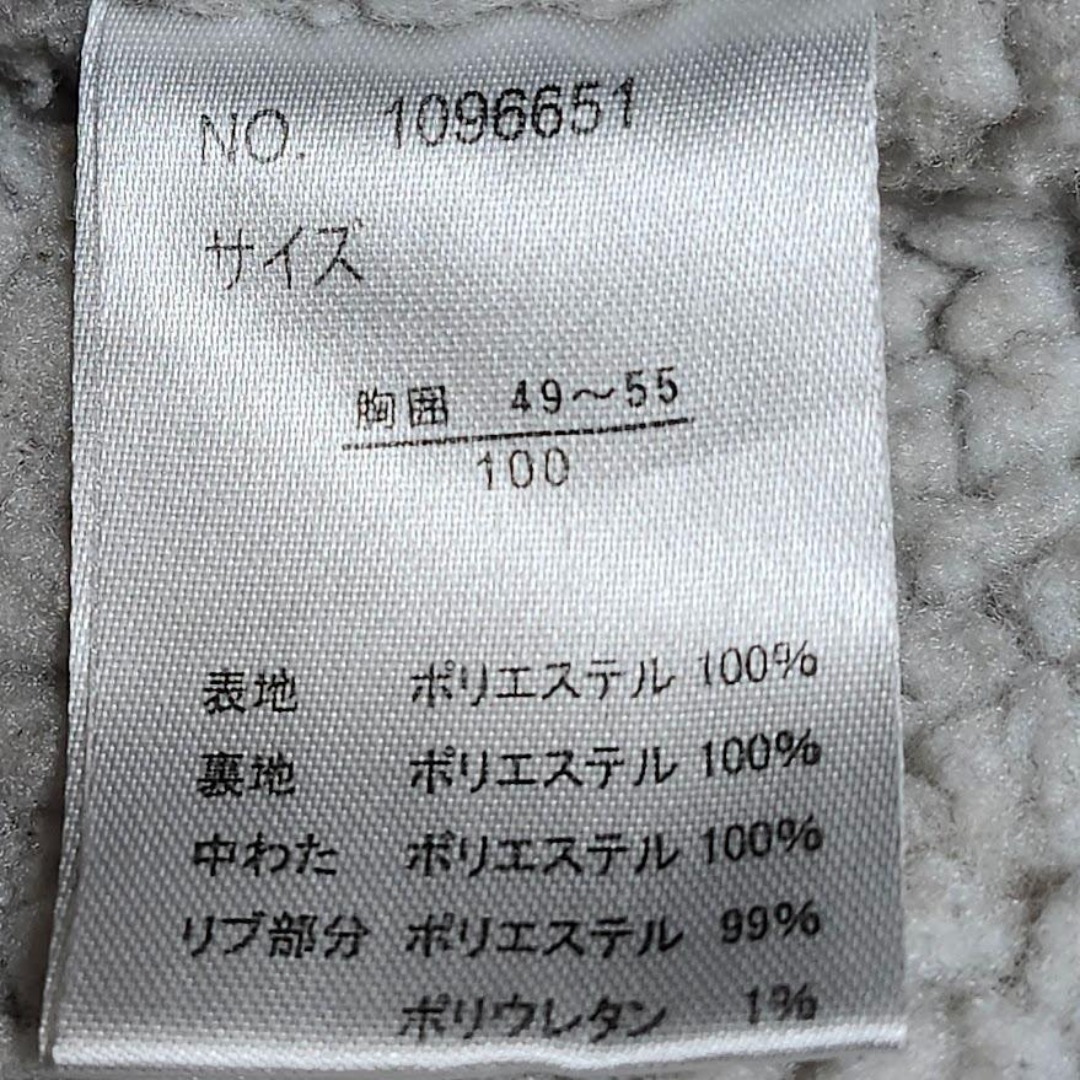 NO. 1096651
サイズ
胸囲 49～55
100
表地 ポリエステル 100%
裏地 ポリエステル 100%
中わた ポリエステル 100%
リブ部分 ポリエステル 99%
ポリウレタン 1%